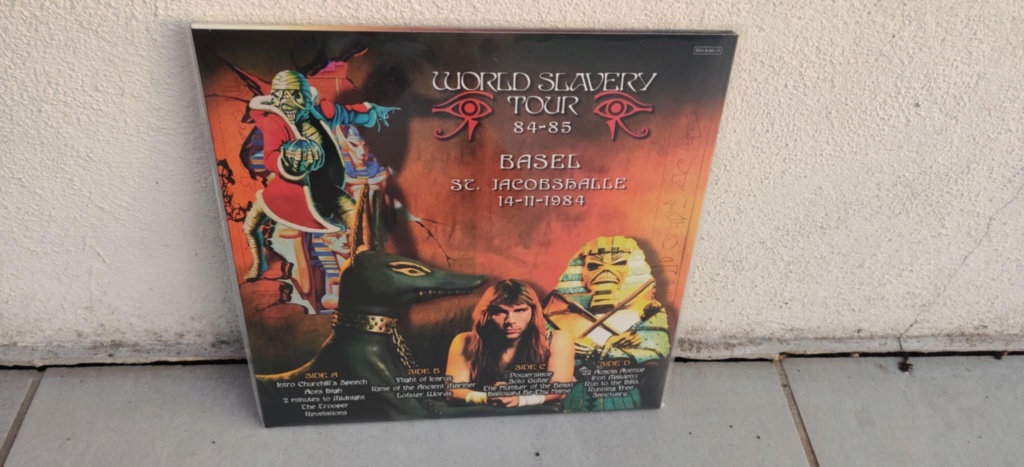 WORLD SLAVERY
TOUR
84-85
BASEL
ST. JACOBSHALLE
14-11-1984
SIDE A
Intro Churchill's Speech
Aces High
2 minutes to Midnight
The Trooper
Revelations
SIDE B
Flight of Icarus
Rime of the Ancient Mariner
Lofster Words
SIDE C
Powerslave
Solo Guitar
The Number of the Beast
Hallowed Be Thy Name
SIDE D
22 Acacia Avenue
Iron Maiden
Run to the Hills
Running Free
Sanctuary